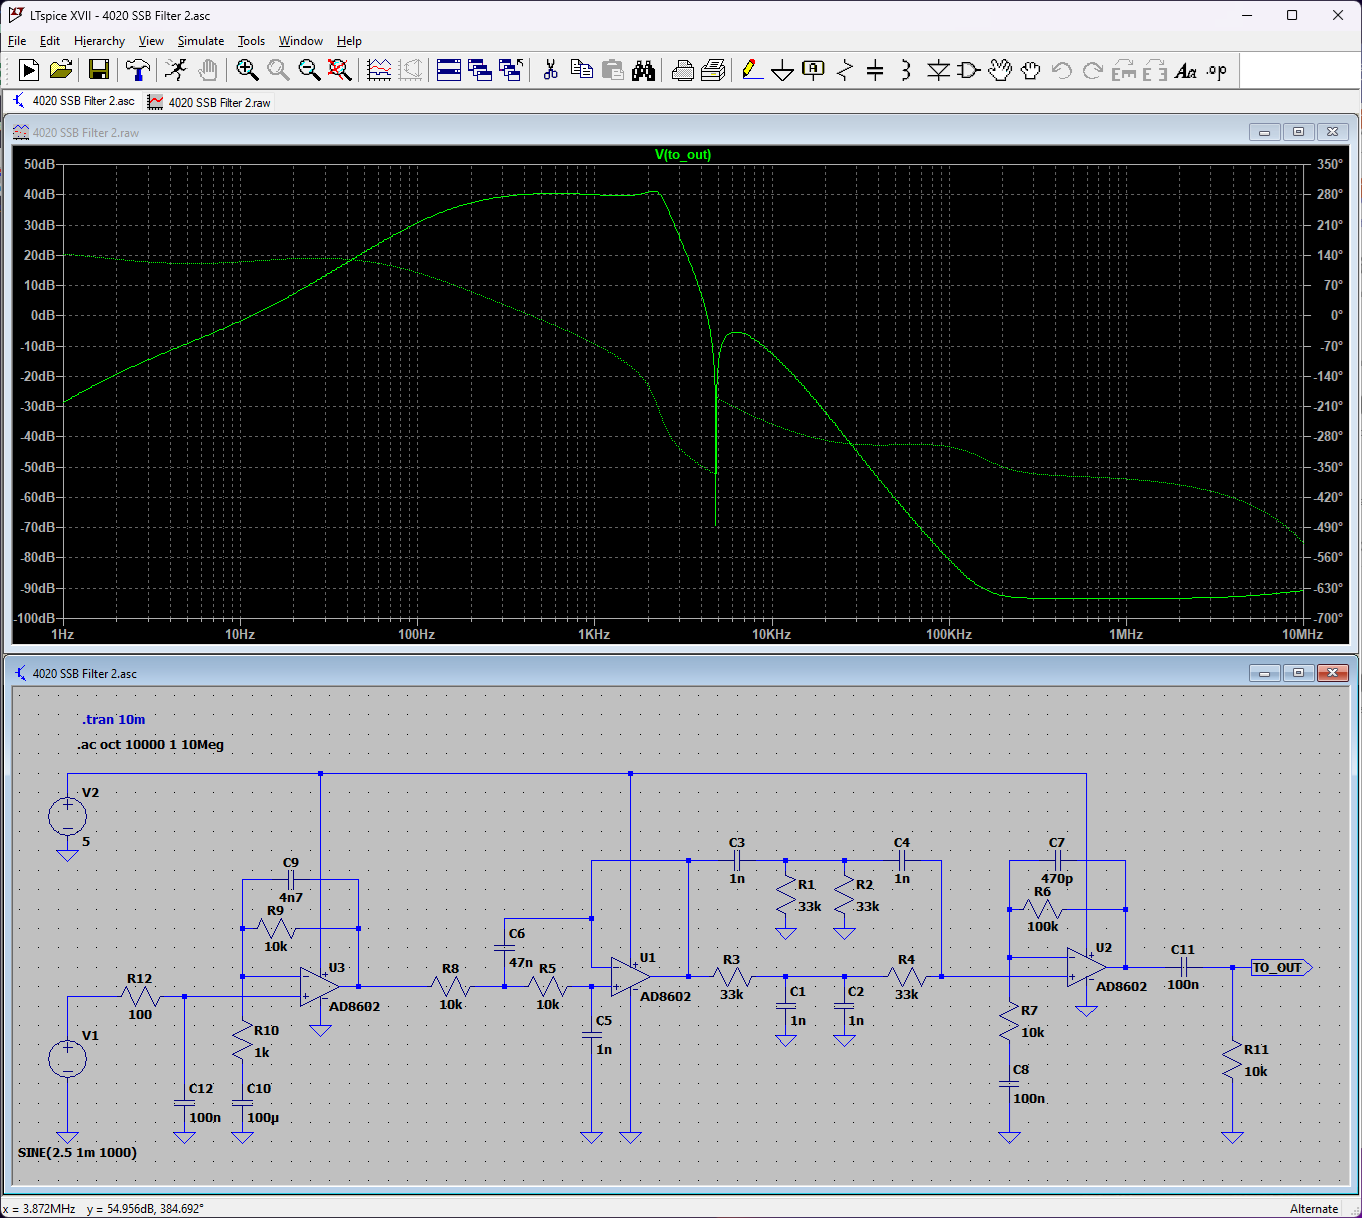 LTspice XVII - 4020 SSB Filter 2.asc
File Edit Hierarchy View Simulate Tools Window Help
4020 SSB Filter 2.asc
4020 SSB Filter 2.raw
4020 SSB Filter 2.raw
V(to_out)
50dB 350°
40dB 280°
30dB 210°
20dB 140°
10dB 70°
0dB 0°
-10dB -70°
-20dB -140°
-30dB -210°
-40dB -280°
-50dB -350°
-60dB -420°
-70dB -490°
-80dB -560°
-90dB -630°
-100dB -700°
1Hz 10Hz 100Hz 1KHz 10KHz 100KHz 1MHz 10MHz
4020 SSB Filter 2.asc
.tran 10m
.ac oct 10000 1 10Meg
V2
5
C9
4n7
R9
10k
U3
AD8602
R12
100
V1
R10
1k
C12
100n
C10
100µ
SINE(2.5 1m 1000)
R8
10k
C6
47n
R5
10k
C5
1n
U1
AD8602
C3
1n
R1
33k
R2
33k
C4
1n
R3
33k
C1
1n
C2
1n
R4
33k
C7
470p
R6
100k
U2
AD8602
R7
10k
C8
100n
C11
100n
TO_OUT
R11
10k
x = 3.872MHz y = 54.956dB, 384.692° Alternate